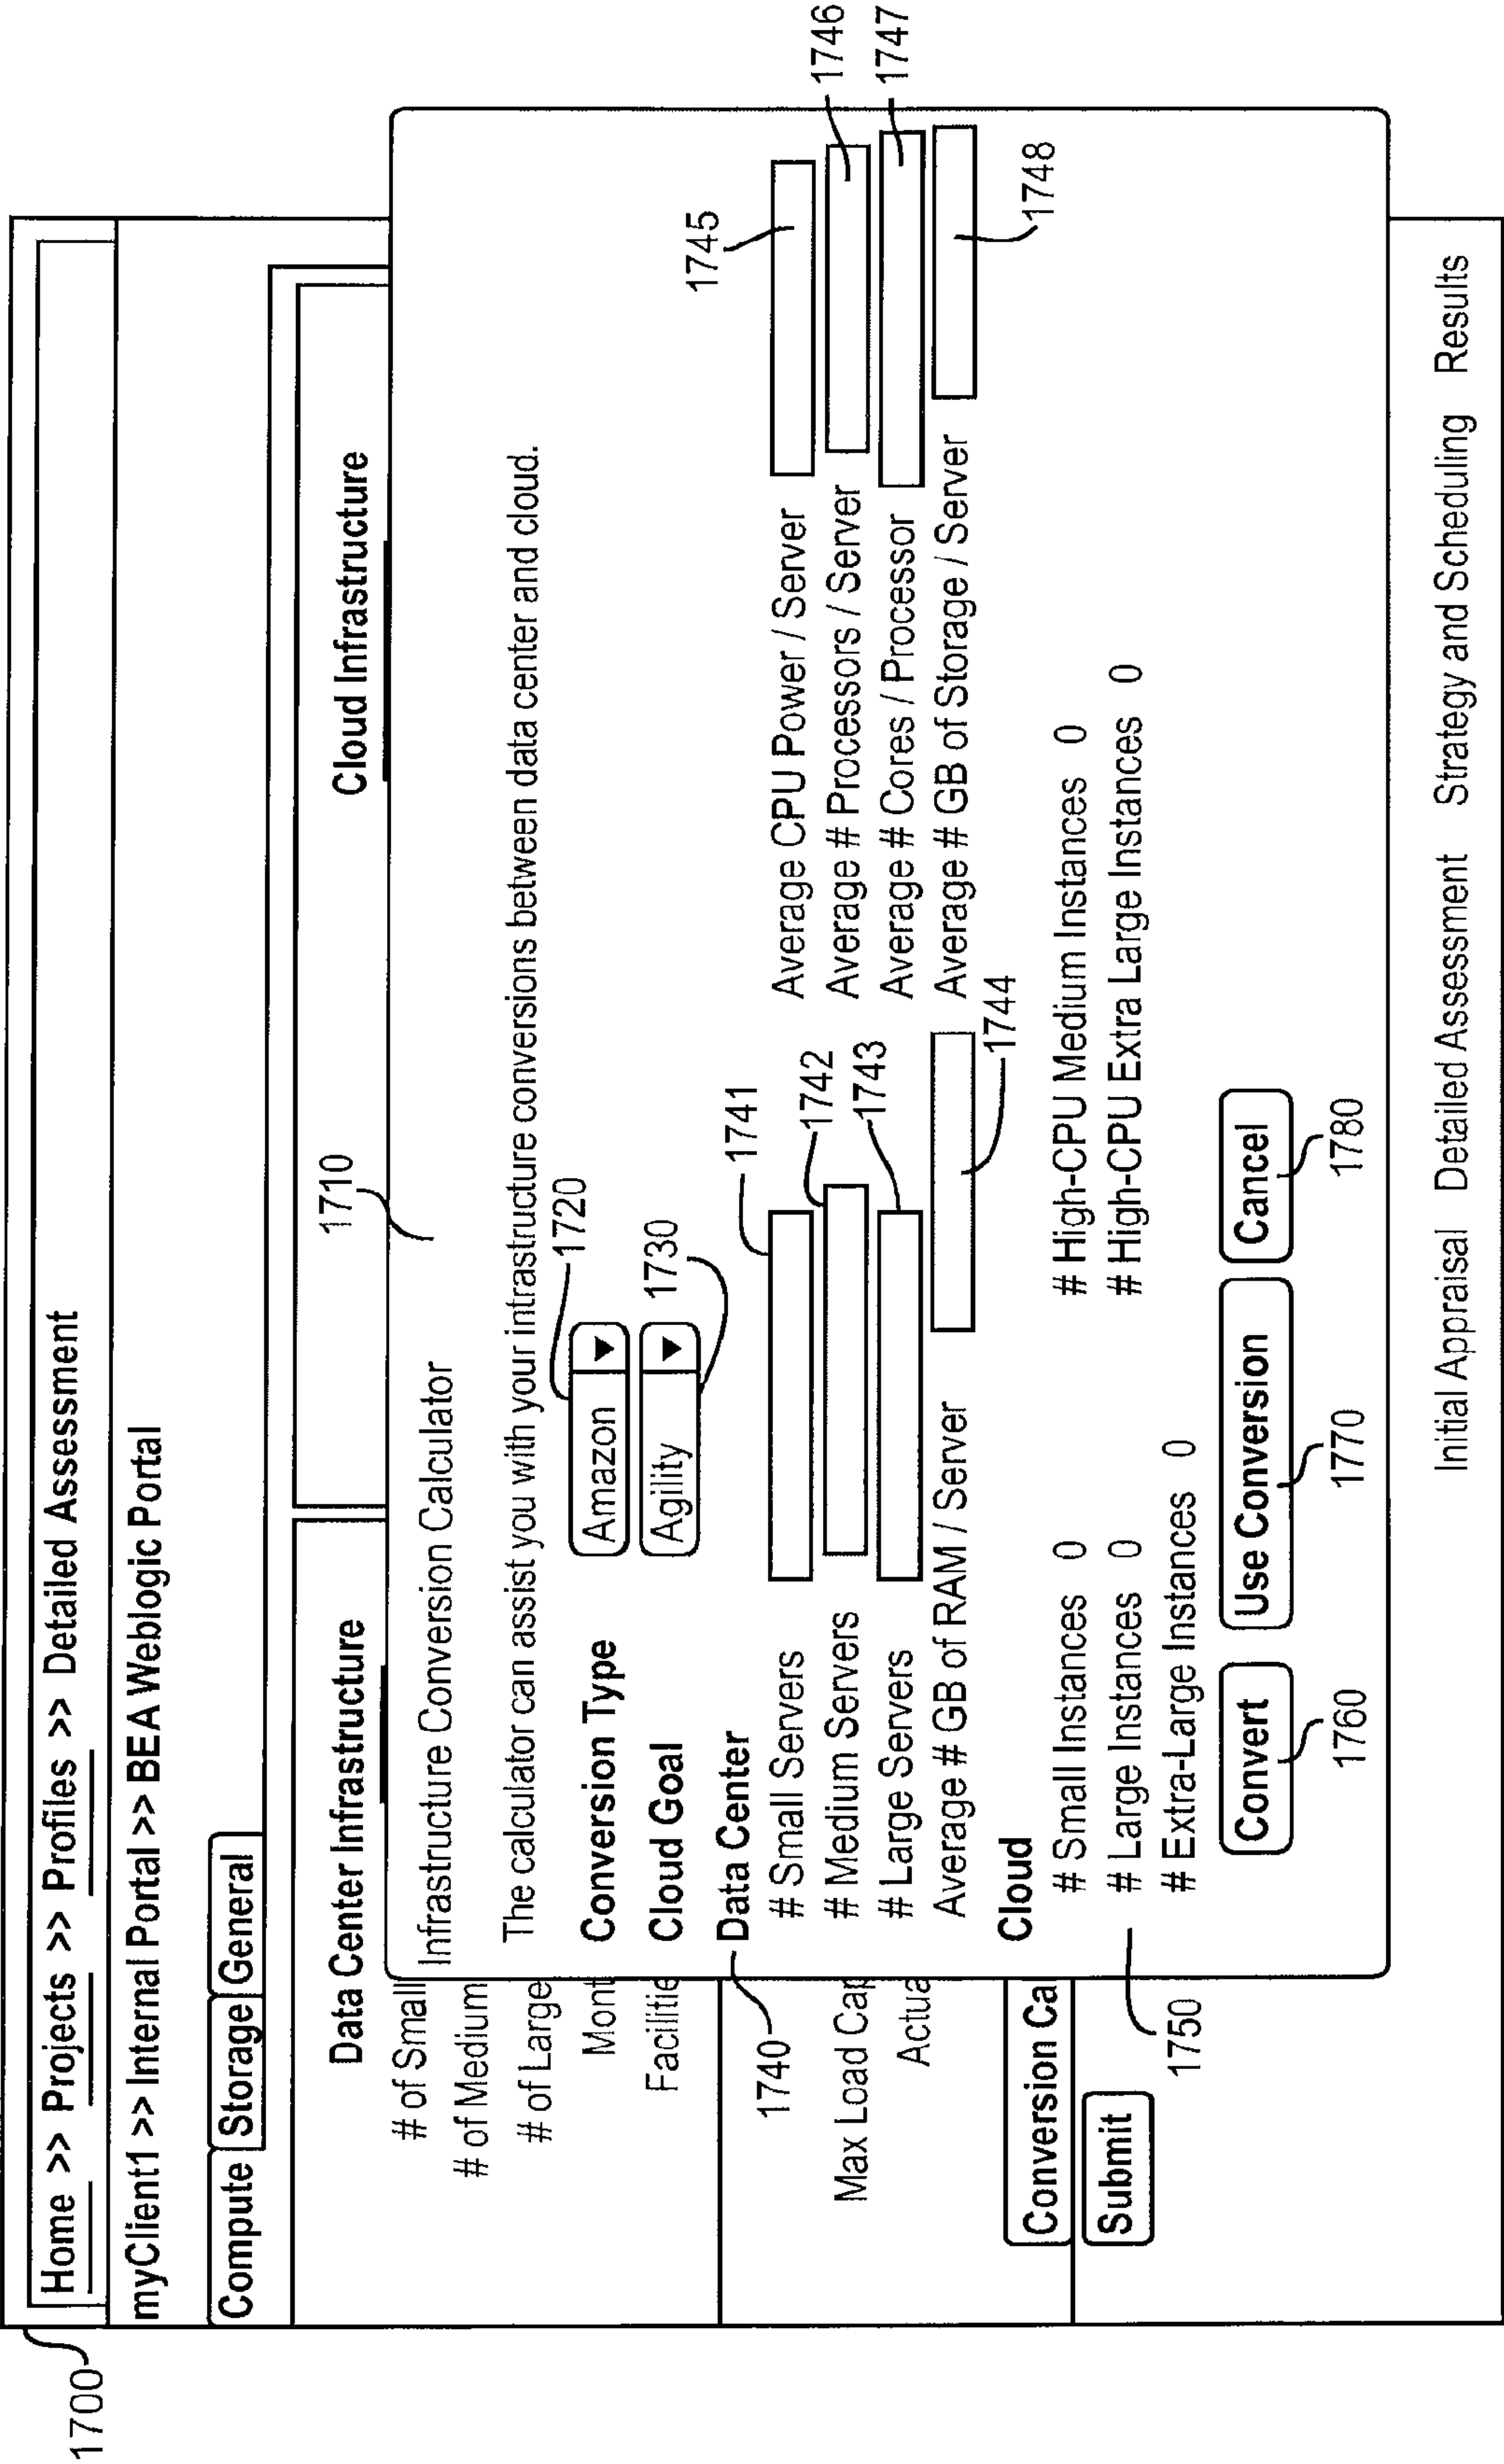 1700
Home >> Projects >> Profiles >> Detailed Assessment
myClient1 >> Internal Portal >> BEA Weblogic Portal
Compute Storage General
Data Center Infrastructure Cloud Infrastructure
1710
# of Small
# of Medium
# of Large
Mont
Facilitie
Max Load Cap
Actua
Conversion Ca
Submit
Infrastructure Conversion Calculator
The calculator can assist you with your intrastructure conversions between data center and cloud.
Conversion Type Amazon ▼ 1720
Cloud Goal Agility ▼ 1730
1740 Data Center
# Small Servers 1741 Average CPU Power / Server 1745
# Medium Servers 1742 Average # Processors / Server 1746
# Large Servers 1743 Average # Cores / Processor 1747
Average # GB of RAM / Server 1744 Average # GB of Storage / Server 1748
Cloud
1750
# Small Instances 0 # High-CPU Medium Instances 0
# Large Instances 0 # High-CPU Extra Large Instances 0
# Extra-Large Instances 0
Convert Use Conversion Cancel
1760 1770 1780
Initial Appraisal Detailed Assessment Strategy and Scheduling Results